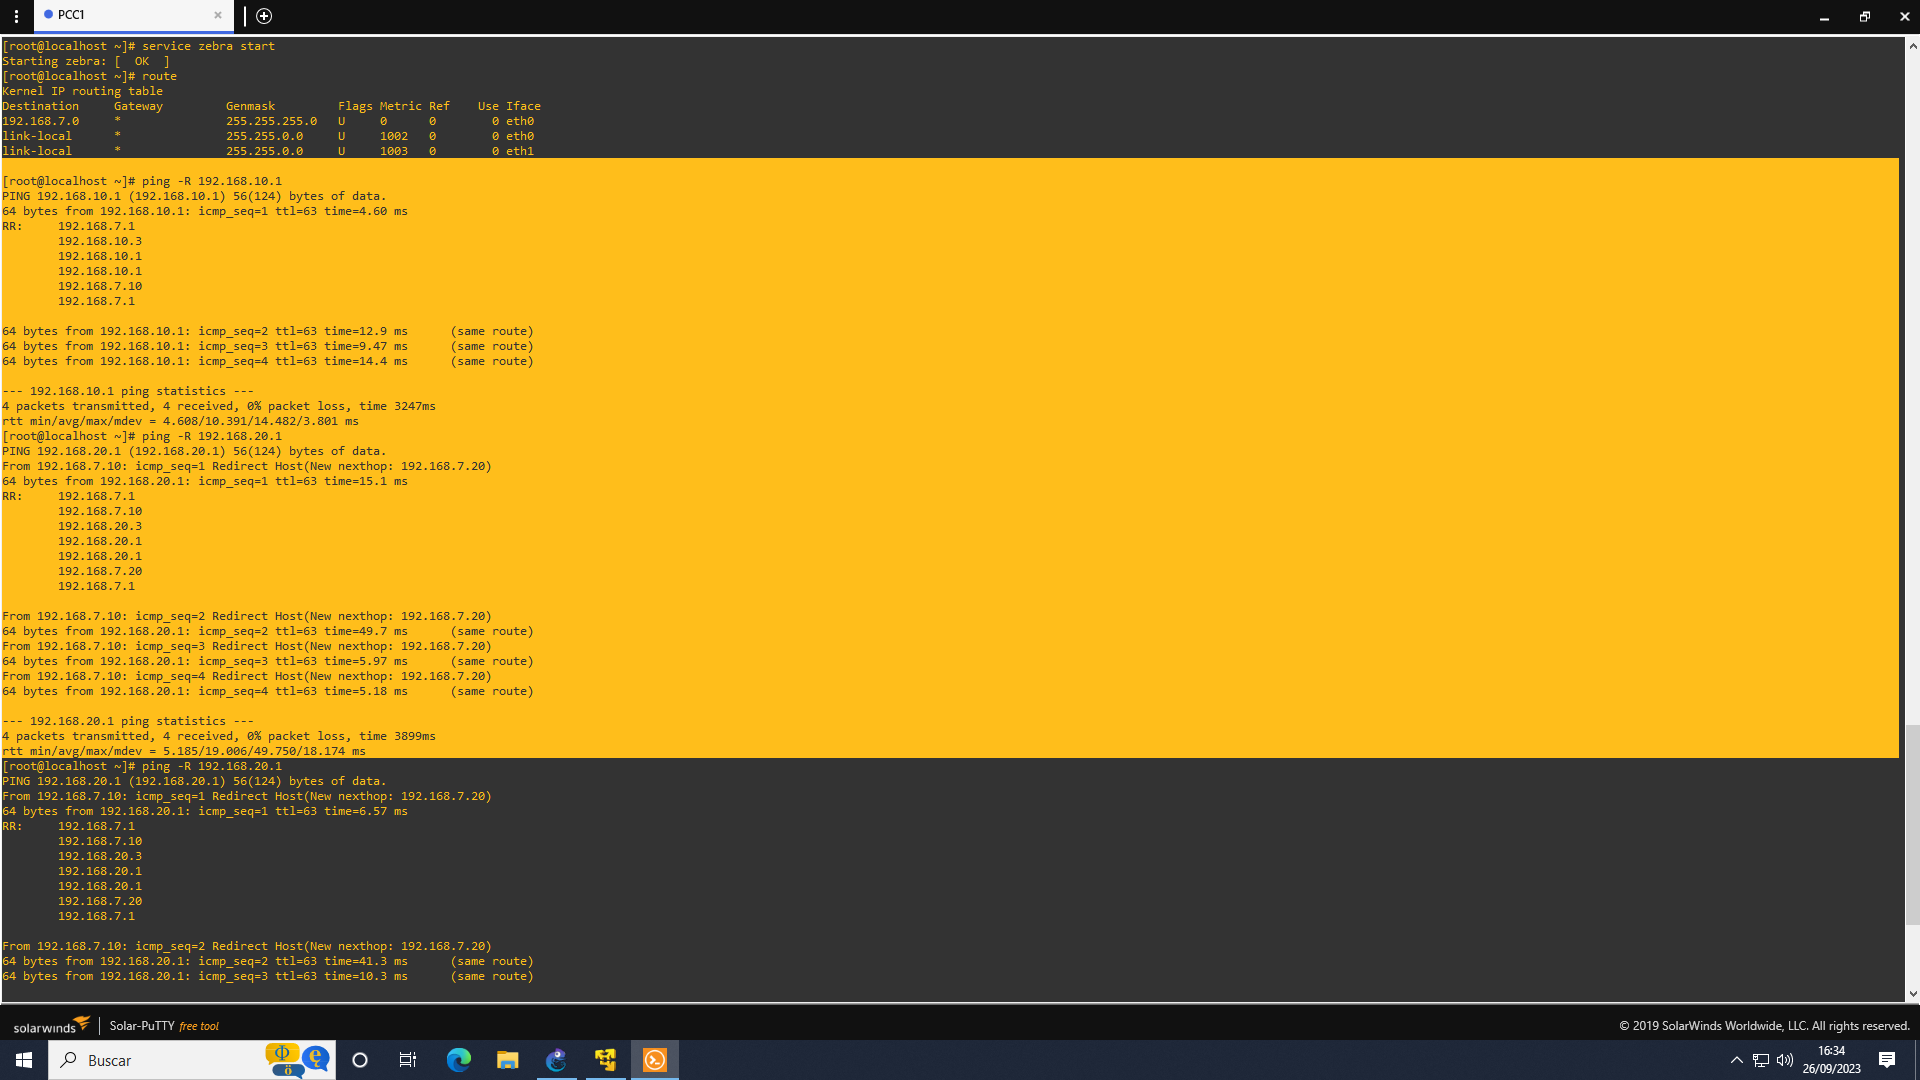 PCC1
[root@localhost ~]# service zebra start
Starting zebra: [  OK  ]
[root@localhost ~]# route
Kernel IP routing table
Destination     Gateway         Genmask         Flags Metric Ref    Use Iface
192.168.7.0     *               255.255.255.0   U     0      0        0 eth0
link-local      *               255.255.0.0     U     1002   0        0 eth0
link-local      *               255.255.0.0     U     1003   0        0 eth1
[root@localhost ~]# ping -R 192.168.10.1
PING 192.168.10.1 (192.168.10.1) 56(124) bytes of data.
64 bytes from 192.168.10.1: icmp_seq=1 ttl=63 time=4.60 ms
RR:     192.168.7.1
        192.168.10.3
        192.168.10.1
        192.168.10.1
        192.168.7.10
        192.168.7.1
64 bytes from 192.168.10.1: icmp_seq=2 ttl=63 time=12.9 ms      (same route)
64 bytes from 192.168.10.1: icmp_seq=3 ttl=63 time=9.47 ms      (same route)
64 bytes from 192.168.10.1: icmp_seq=4 ttl=63 time=14.4 ms      (same route)
--- 192.168.10.1 ping statistics ---
4 packets transmitted, 4 received, 0% packet loss, time 3247ms
rtt min/avg/max/mdev = 4.608/10.391/14.482/3.801 ms
[root@localhost ~]# ping -R 192.168.20.1
PING 192.168.20.1 (192.168.20.1) 56(124) bytes of data.
From 192.168.7.10: icmp_seq=1 Redirect Host(New nexthop: 192.168.7.20)
64 bytes from 192.168.20.1: icmp_seq=1 ttl=63 time=15.1 ms
RR:     192.168.7.1
        192.168.7.10
        192.168.20.3
        192.168.20.1
        192.168.20.1
        192.168.7.20
        192.168.7.1
From 192.168.7.10: icmp_seq=2 Redirect Host(New nexthop: 192.168.7.20)
64 bytes from 192.168.20.1: icmp_seq=2 ttl=63 time=49.7 ms      (same route)
From 192.168.7.10: icmp_seq=3 Redirect Host(New nexthop: 192.168.7.20)
64 bytes from 192.168.20.1: icmp_seq=3 ttl=63 time=5.97 ms      (same route)
From 192.168.7.10: icmp_seq=4 Redirect Host(New nexthop: 192.168.7.20)
64 bytes from 192.168.20.1: icmp_seq=4 ttl=63 time=5.18 ms      (same route)
--- 192.168.20.1 ping statistics ---
4 packets transmitted, 4 received, 0% packet loss, time 3899ms
rtt min/avg/max/mdev = 5.185/19.006/49.750/18.174 ms
[root@localhost ~]# ping -R 192.168.20.1
PING 192.168.20.1 (192.168.20.1) 56(124) bytes of data.
From 192.168.7.10: icmp_seq=1 Redirect Host(New nexthop: 192.168.7.20)
64 bytes from 192.168.20.1: icmp_seq=1 ttl=63 time=6.57 ms
RR:     192.168.7.1
        192.168.7.10
        192.168.20.3
        192.168.20.1
        192.168.20.1
        192.168.7.20
        192.168.7.1
From 192.168.7.10: icmp_seq=2 Redirect Host(New nexthop: 192.168.7.20)
64 bytes from 192.168.20.1: icmp_seq=2 ttl=63 time=41.3 ms      (same route)
64 bytes from 192.168.20.1: icmp_seq=3 ttl=63 time=10.3 ms      (same route)
solarwinds | Solar-PuTTY free tool
© 2019 SolarWinds Worldwide, LLC. All rights reserved.
Buscar
16:34
26/09/2023